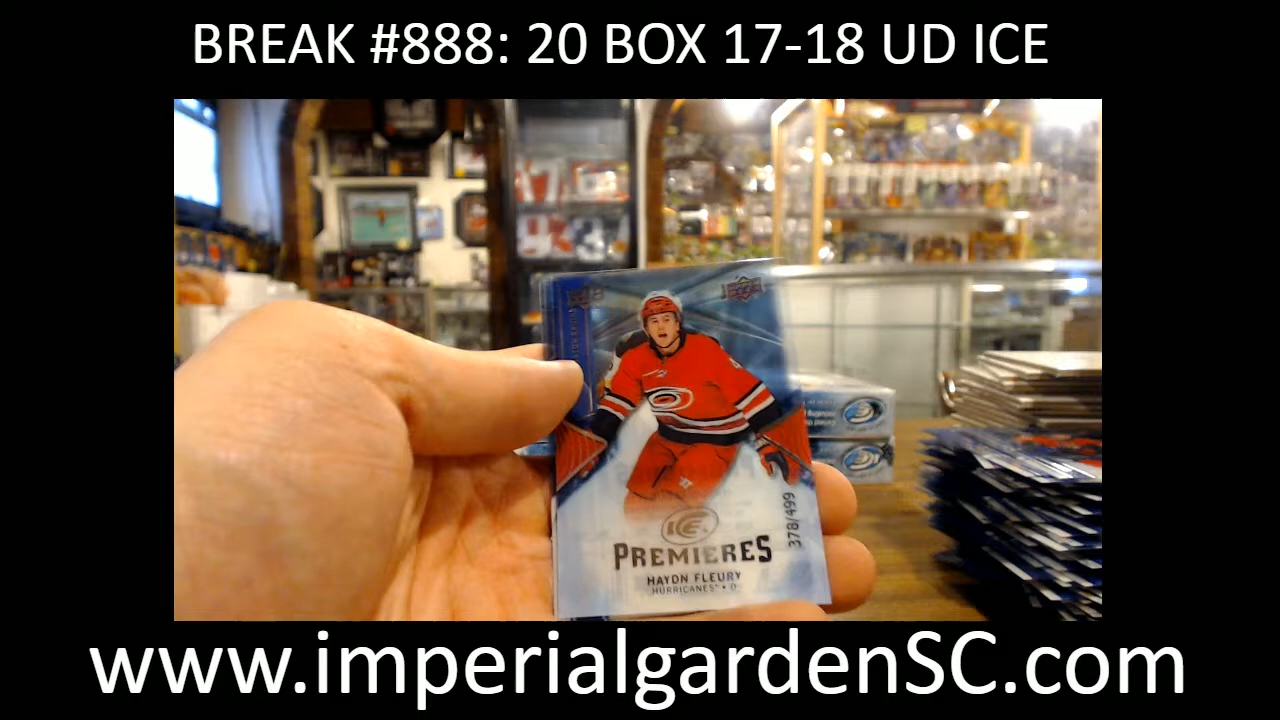 BREAK #888: 20 BOX 17-18 UD ICE
378/499
ICE
PREMIERES
HAYDN FLEURY
HURRICANES • D
www.imperialgardenSC.com